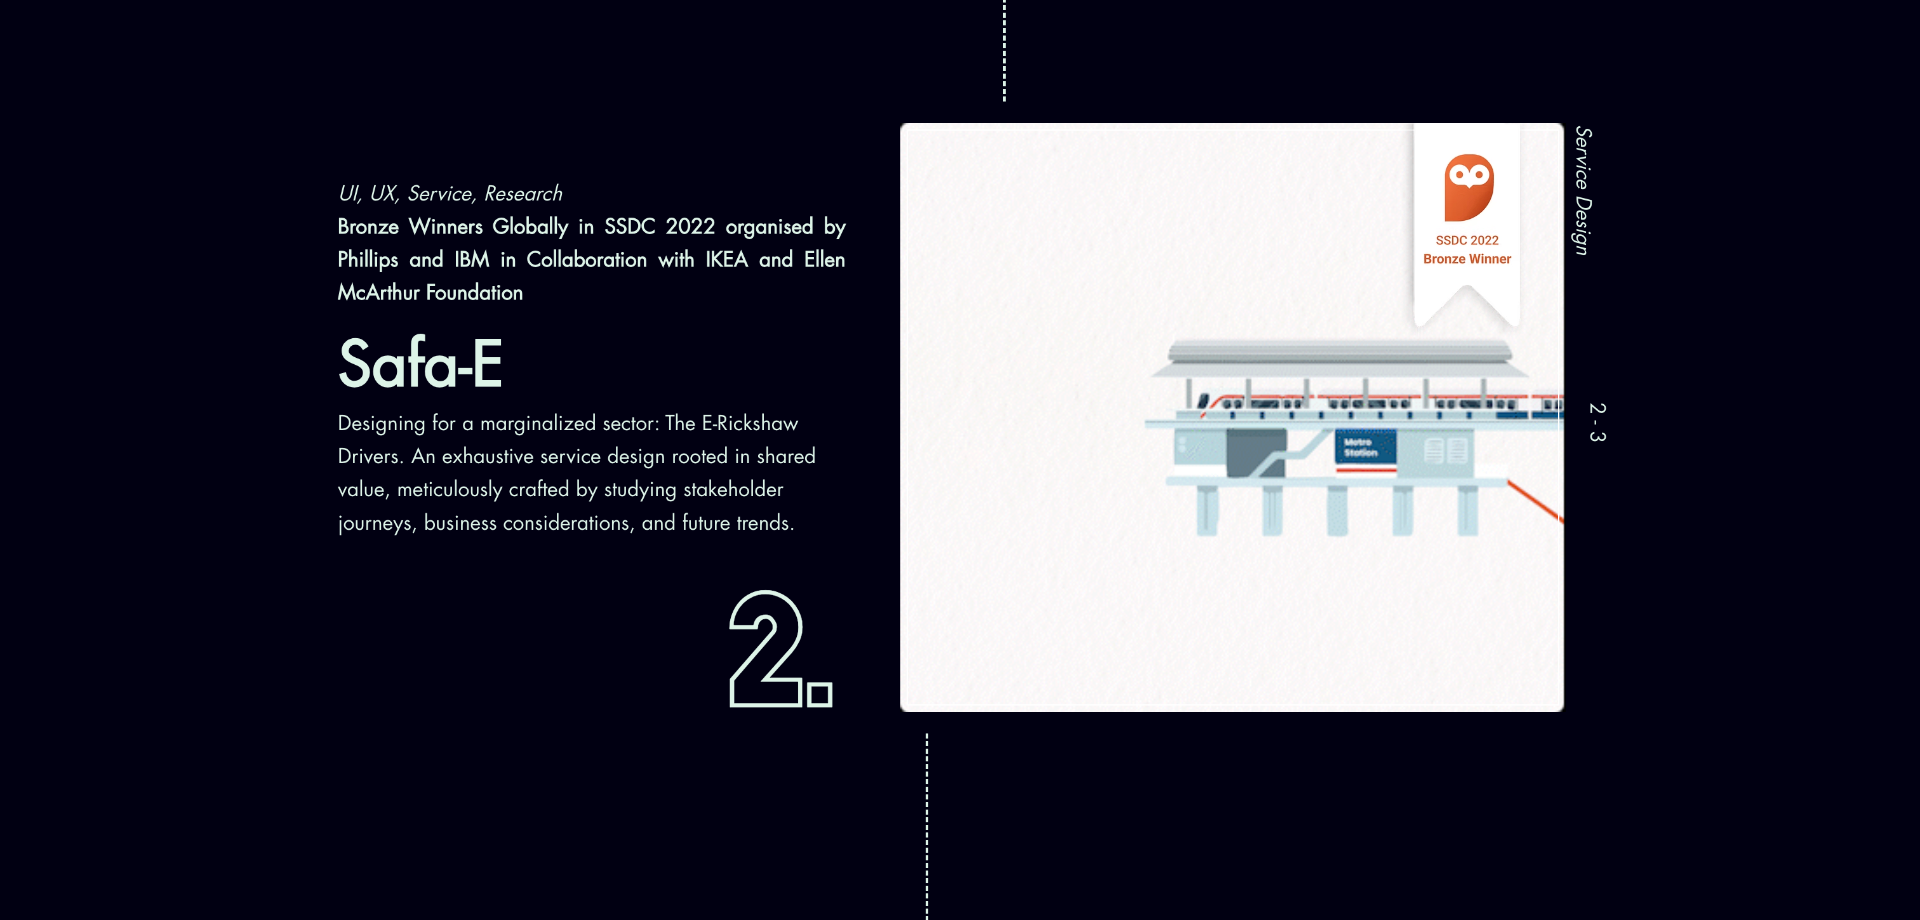 UI, UX, Service, Research
Bronze Winners Globally in SSDC 2022 organised by
Phillips and IBM in Collaboration with IKEA and Ellen
McArthur Foundation
Safa-E
Designing for a marginalized sector: The E-Rickshaw
Drivers. An exhaustive service design rooted in shared
value, meticulously crafted by studying stakeholder
journeys, business considerations, and future trends.
2.
SSDC 2022
Bronze Winner
Metro
Station
Service Design
2 - 3